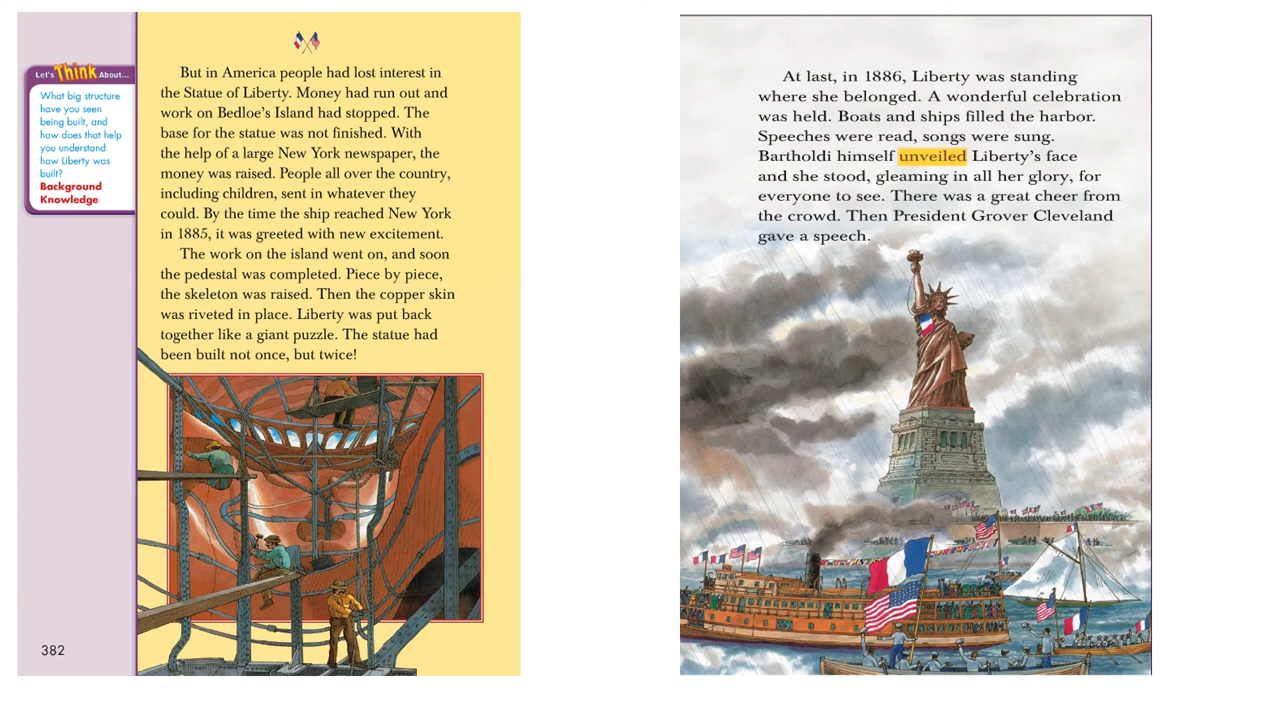 Let's Think About...
What big structure
have you seen
being built, and
how does that help
you understand
how Liberty was
built?
Background
Knowledge
But in America people had lost interest in
the Statue of Liberty. Money had run out and
work on Bedloe's Island had stopped. The
base for the statue was not finished. With
the help of a large New York newspaper, the
money was raised. People all over the country,
including children, sent in whatever they
could. By the time the ship reached New York
in 1885, it was greeted with new excitement.
The work on the island went on, and soon
the pedestal was completed. Piece by piece,
the skeleton was raised. Then the copper skin
was riveted in place. Liberty was put back
together like a giant puzzle. The statue had
been built not once, but twice!
382
At last, in 1886, Liberty was standing
where she belonged. A wonderful celebration
was held. Boats and ships filled the harbor.
Speeches were read, songs were sung.
Bartholdi himself unveiled Liberty's face
and she stood, gleaming in all her glory, for
everyone to see. There was a great cheer from
the crowd. Then President Grover Cleveland
gave a speech.